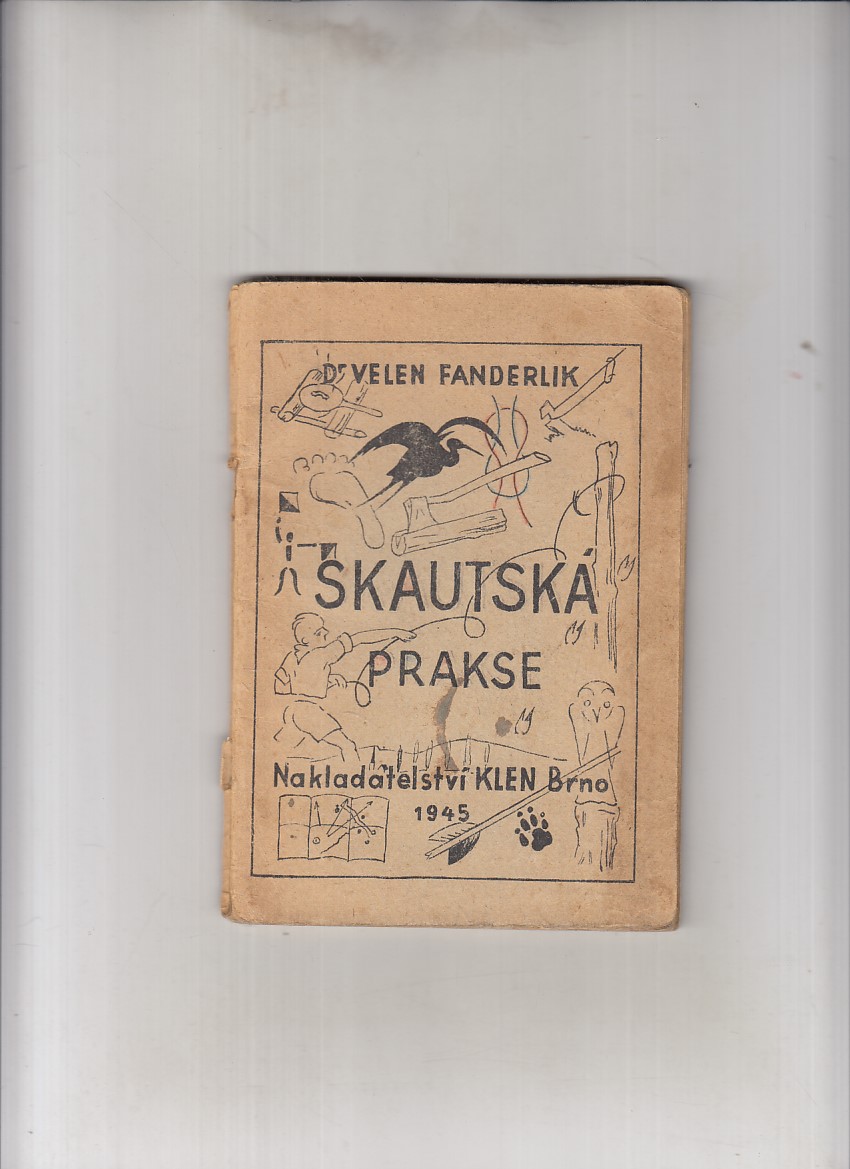 Dr VELEN FANDERLIK
SKAUTSKÁ
PRAKSE
Nakladatelství KLEN Brno
1945